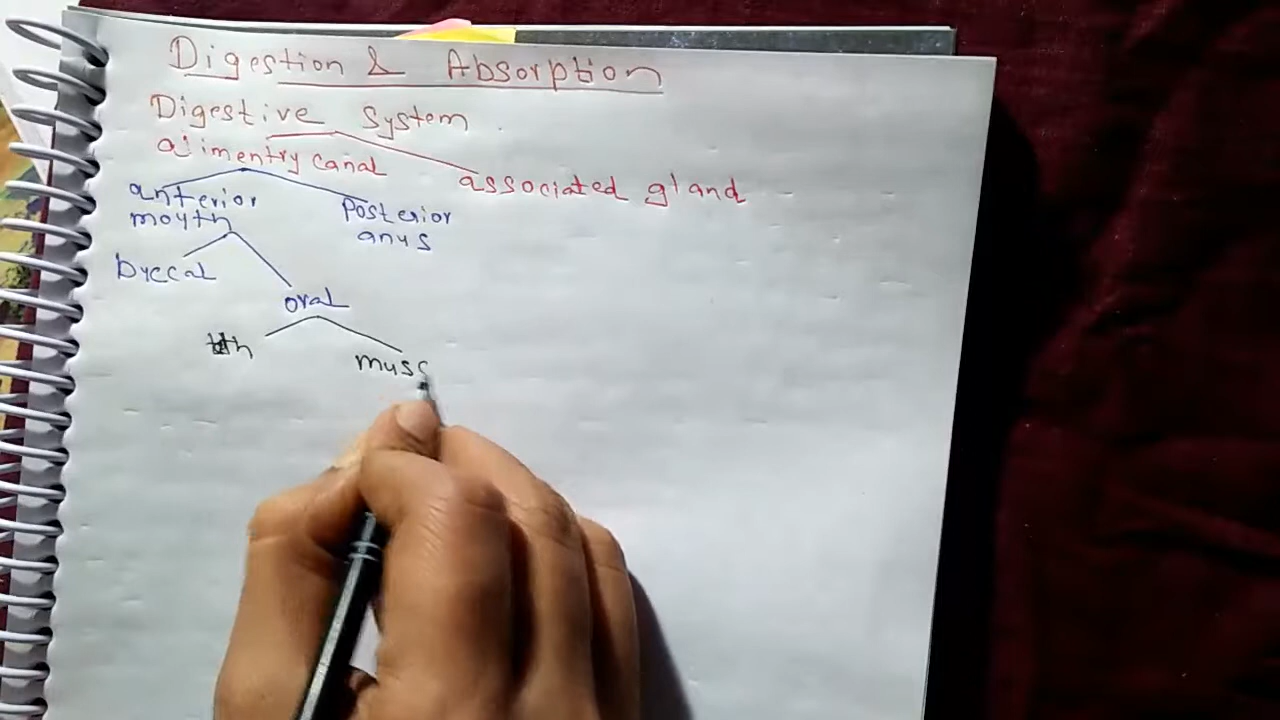 Digestion & Absorption
Digestive System
alimentry canal
associated gland
anterior
mouth
Posterior
anus
buccal
oral
musc